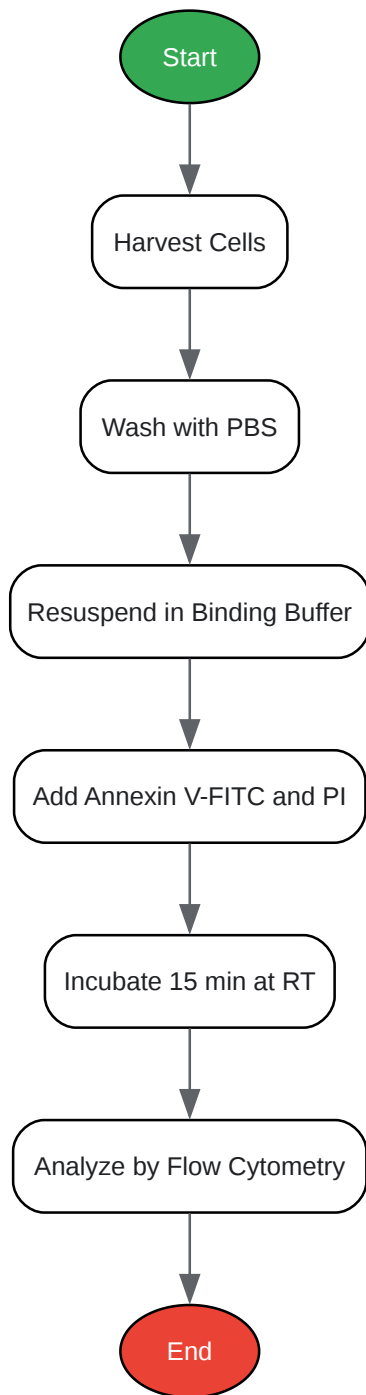 Start
Harvest Cells
Wash with PBS
Resuspend in Binding Buffer
Add Annexin V-FITC and PI
Incubate 15 min at RT
Analyze by Flow Cytometry
End